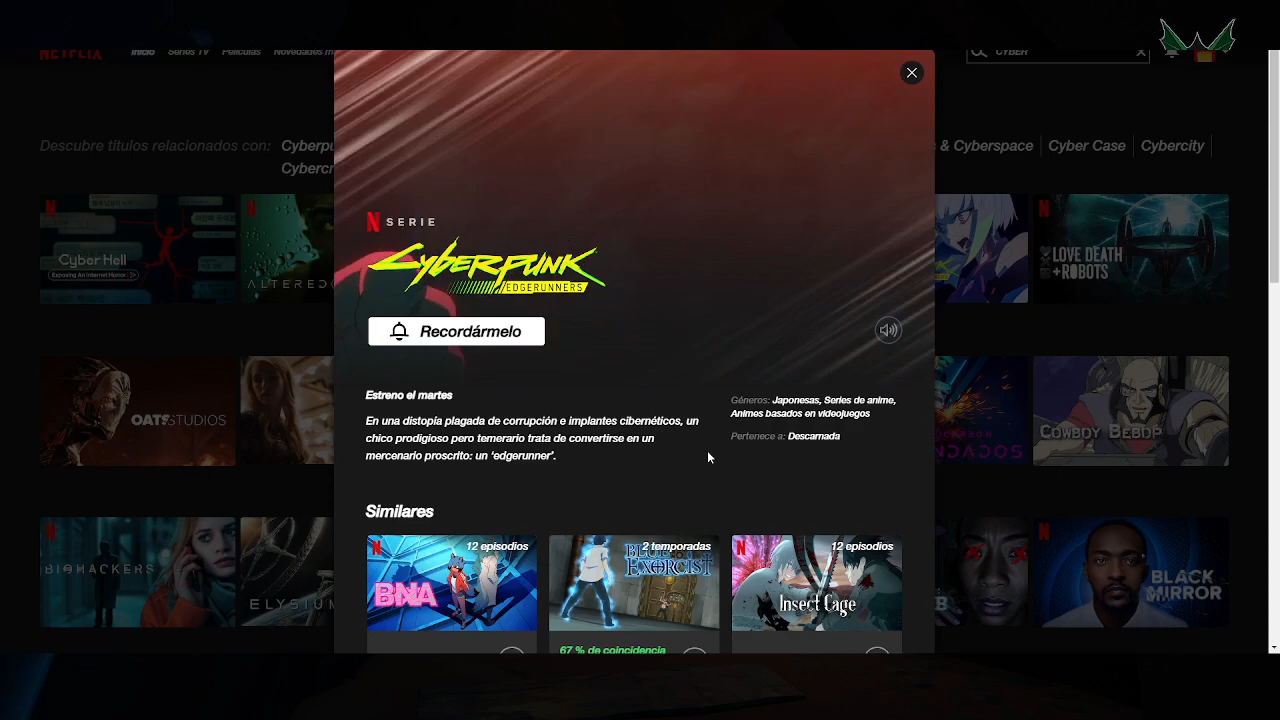 NETFLIX Inicio Series TV Películas Novedades m
CYBER
Descubre títulos relacionados con: Cyberpu
& Cyberspace Cyber Case Cybercity
Cybercr
SERIE
CYBERPUNK
EDGERUNNERS
Recordármelo
Estreno el martes
En una distopía plagada de corrupción e implantes cibernéticos, un
chico prodigioso pero temerario trata de convertirse en un
mercenario proscrito: un ‘edgerunner’.
Géneros: Japonesas, Series de anime,
Animes basados en videojuegos
Pertenece a: Descarnada
Similares
12 episodios
BNA
2 temporadas
BLUE
EXORCIST
12 episodios
Insect Cage
67 % de coincidencia
Cyber Hell
Exposing An Internet Horror
ALTERED
LOVE DEATH
+ROBOTS
OATS STUDIOS
COWBOY BEBOP
BIOHACKERS
ELYSIUM
BLACK
MIRROR